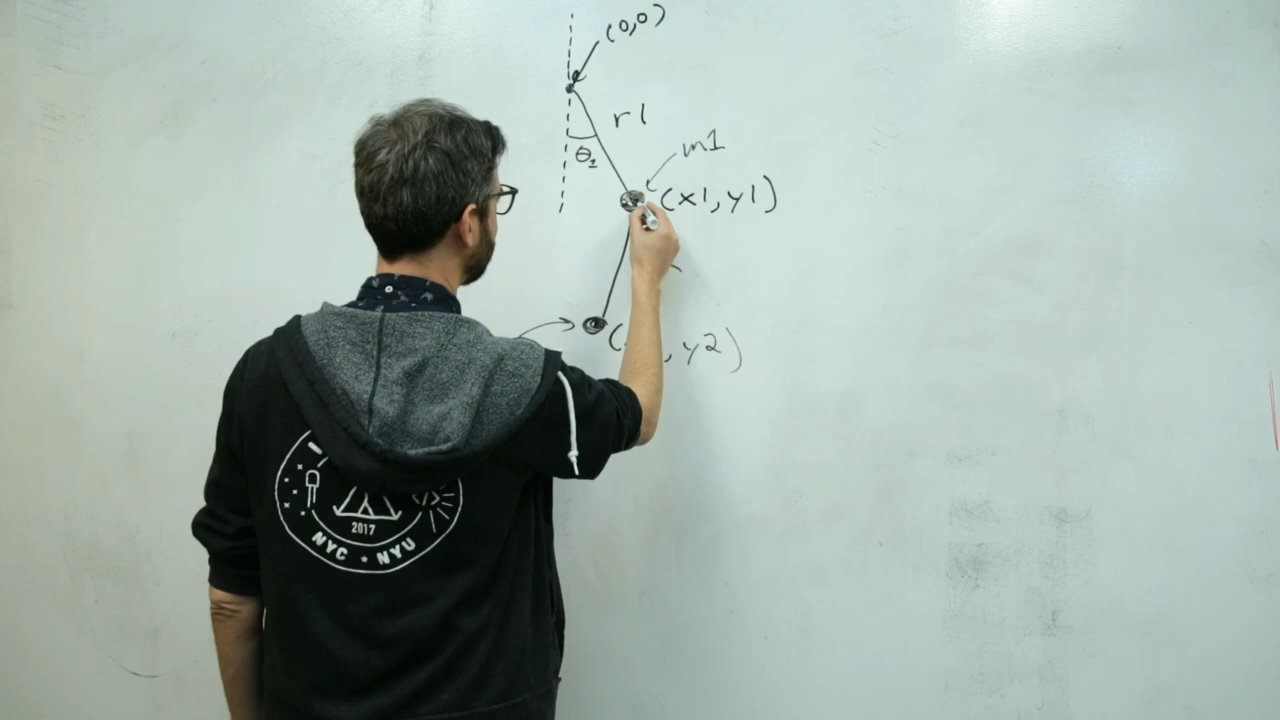 (0,0)
r1
θ1
m1
(x1,y1)
( ,y2)
2017
NYC ★ NYU